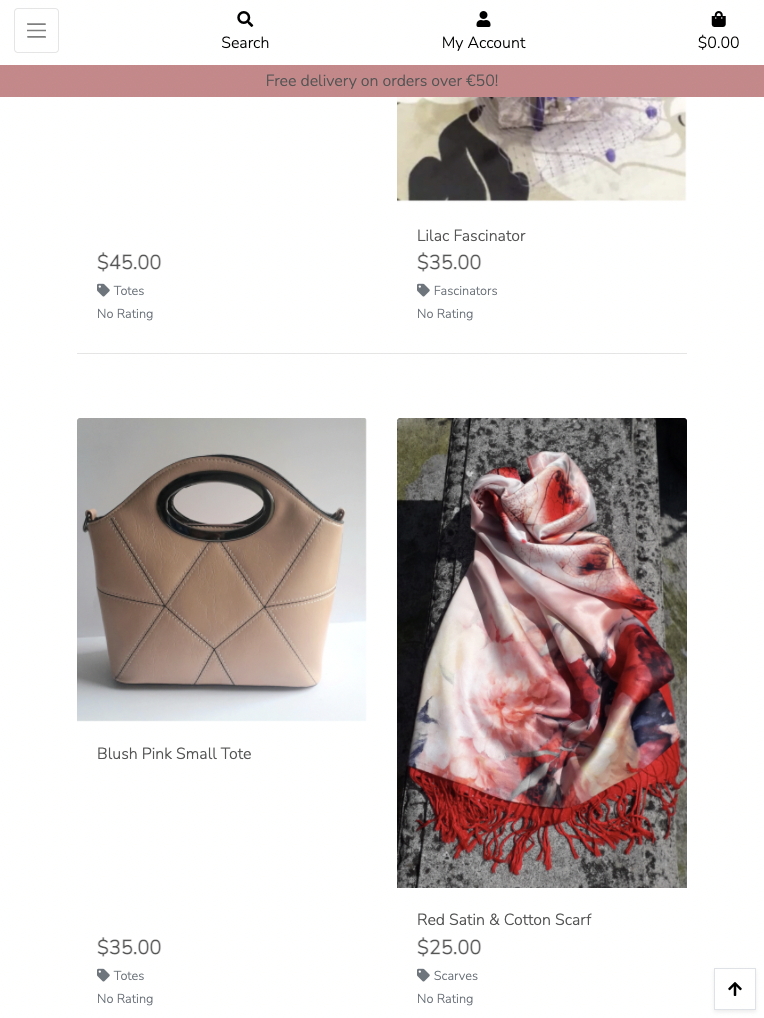 Search
My Account
$0.00
Free delivery on orders over €50!
$45.00
Totes
No Rating
Lilac Fascinator
$35.00
Fascinators
No Rating
Blush Pink Small Tote
$35.00
Totes
No Rating
Red Satin & Cotton Scarf
$25.00
Scarves
No Rating